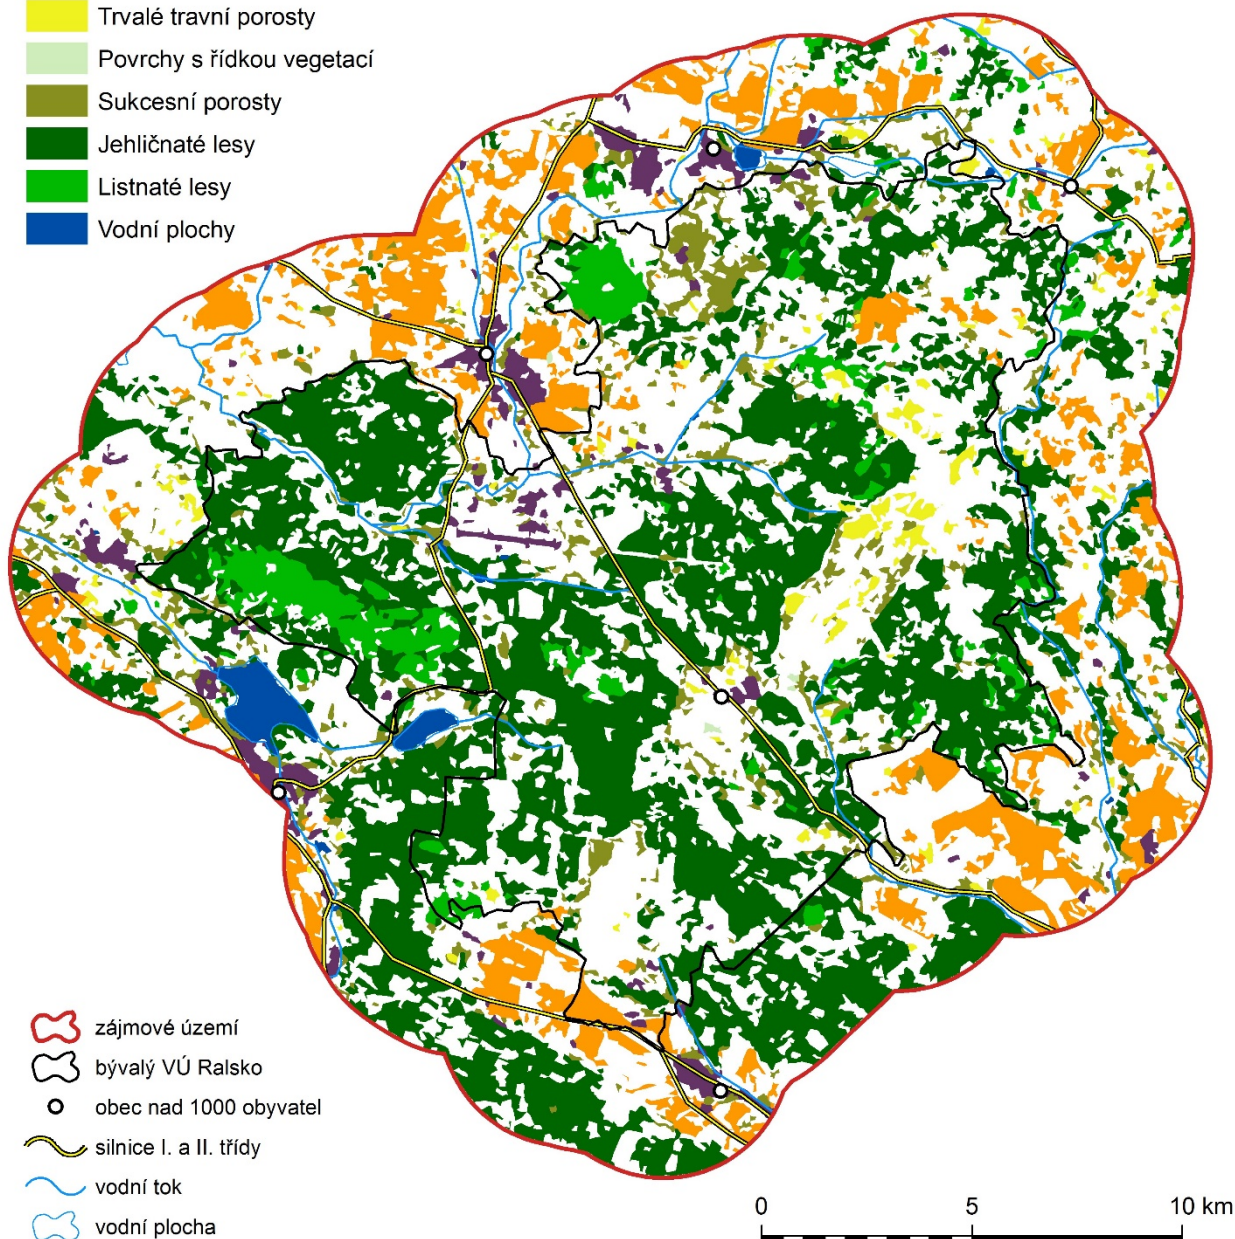 Trvalé travní porosty
Povrchy s řídkou vegetací
Sukcesní porosty
Jehličnaté lesy
Listnaté lesy
Vodní plochy
zájmové území
bývalý VÚ Ralsko
obec nad 1000 obyvatel
silnice I. a II. třídy
vodní tok
vodní plocha
0 5 10 km